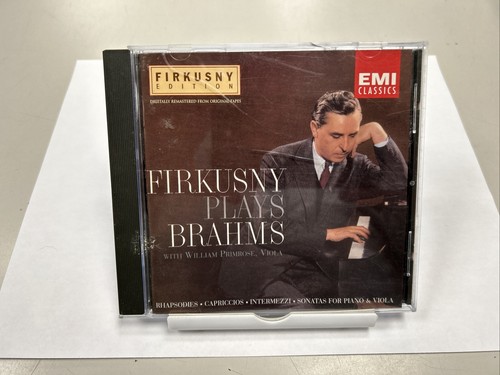 FIRKUSNY
EDITION
DIGITALLY REMASTERED FROM ORIGINAL TAPES
EMI
CLASSICS
FIRKUSNY
PLAYS
BRAHMS
WITH WILLIAM PRIMROSE, VIOLA
RHAPSODIES • CAPRICCIOS • INTERMEZZI • SONATAS FOR PIANO & VIOLA